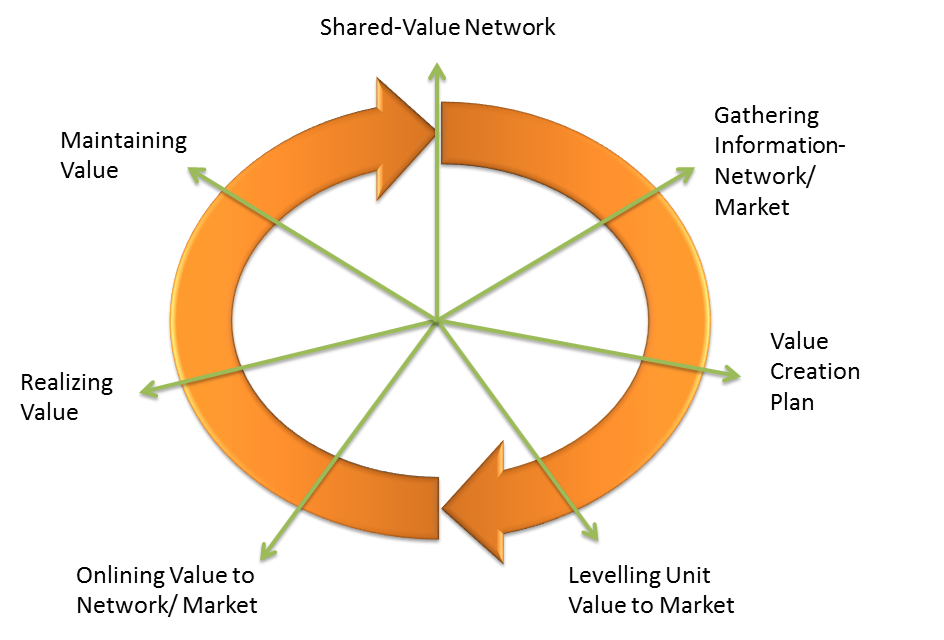 Shared-Value Network
Gathering
Information-
Network/
Market
Value
Creation
Plan
Levelling Unit
Value to Market
Onlining Value to
Network/ Market
Realizing
Value
Maintaining
Value